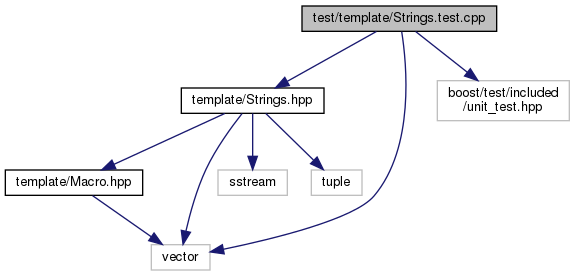 test/template/Strings.test.cpp
template/Strings.hpp
boost/test/included
/unit_test.hpp
template/Macro.hpp
sstream
tuple
vector